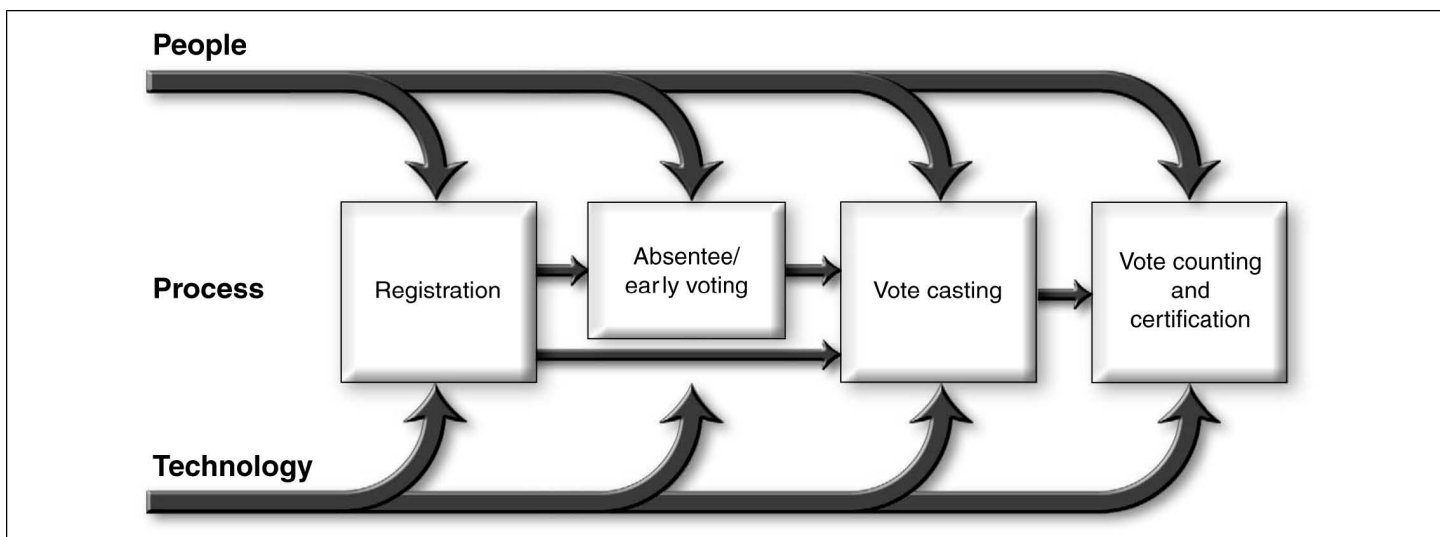 People
Process
Registration
Absentee/
early voting
Vote casting
Vote counting
and
certification
Technology